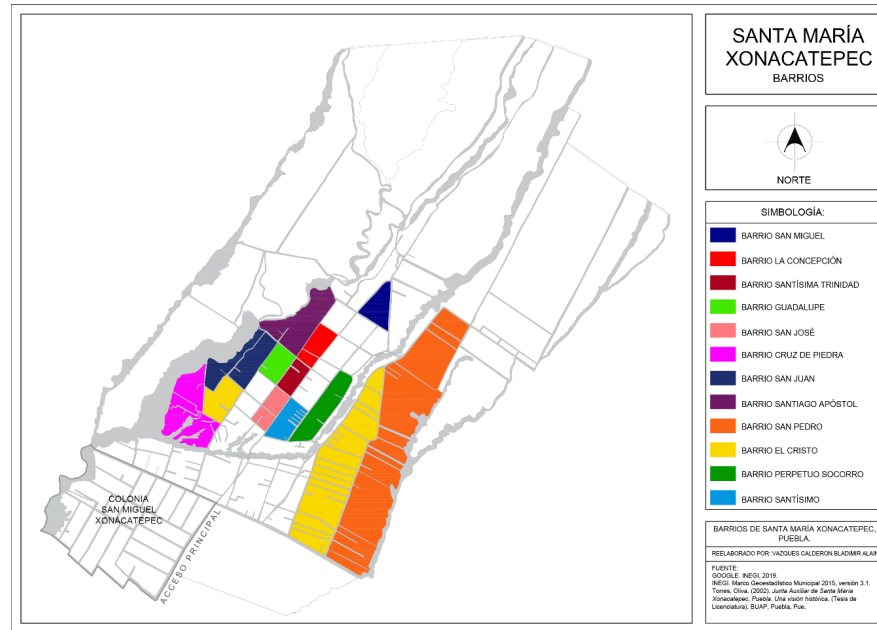 SANTA MARÍA
XONACATEPEC
BARRIOS
NORTE
SIMBOLOGÍA:
BARRIO SAN MIGUEL
BARRIO LA CONCEPCIÓN
BARRIO SANTÍSIMA TRINIDAD
BARRIO GUADALUPE
BARRIO SAN JOSÉ
BARRIO CRUZ DE PIEDRA
BARRIO SAN JUAN
BARRIO SANTIAGO APÓSTOL
BARRIO SAN PEDRO
BARRIO EL CRISTO
BARRIO PERPETUO SOCORRO
BARRIO SANTÍSIMO
COLONIA
SAN MIGUEL
XONACATEPEC
ACCESO PRINCIPAL
BARRIOS DE SANTA MARÍA XONACATEPEC,
PUEBLA.
REELABORADO POR: VAZQUES CALDERON BLADIMIR ALAIN
FUENTE:
GOOGLE. INEGI, 2019.
INEGI. Marco Geoestadístico Municipal 2015, versión 3.1.
Torres, Oliva. (2002). Junta Auxiliar de Santa María
Xonacatepec, Puebla. Una visión histórica. (Tesis de
Licenciatura). BUAP, Puebla, Pue.